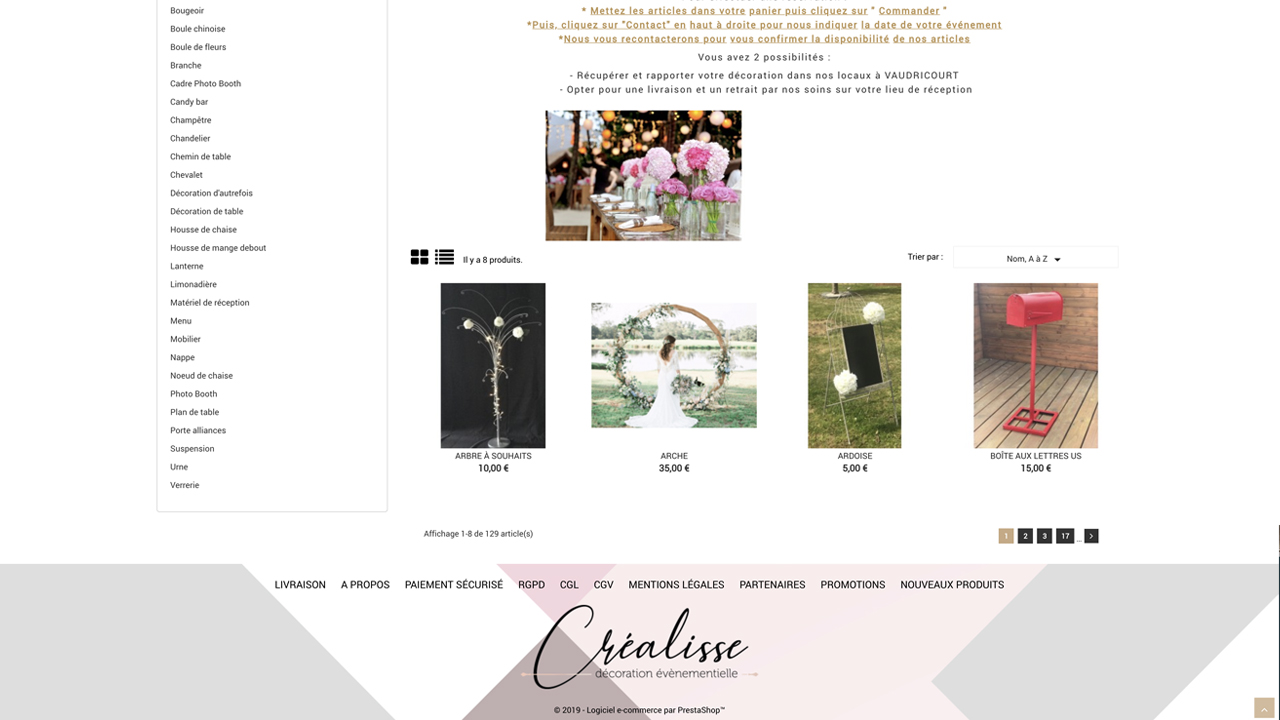 Bougeoir
Boule chinoise
Boule de fleurs
Branche
Cadre Photo Booth
Candy bar
Champêtre
Chandelier
Chemin de table
Chevalet
Décoration d'autrefois
Décoration de table
Housse de chaise
Housse de mange debout
Lanterne
Limonadière
Matériel de réception
Menu
Mobilier
Nappe
Noeud de chaise
Photo Booth
Plan de table
Porte alliances
Suspension
Urne
Verrerie
* Mettez les articles dans votre panier puis cliquez sur " Commander "
*Puis, cliquez sur "Contact" en haut à droite pour nous indiquer la date de votre événement
*Nous vous recontacterons pour vous confirmer la disponibilité de nos articles
Vous avez 2 possibilités :
- Récupérer et rapporter votre décoration dans nos locaux à VAUDRICOURT
- Opter pour une livraison et un retrait par nos soins sur votre lieu de réception
Il y a 8 produits.
Trier par :
Nom, A à Z
ARBRE À SOUHAITS
10,00 €
ARCHE
35,00 €
ARDOISE
5,00 €
BOÎTE AUX LETTRES US
15,00 €
Affichage 1-8 de 129 article(s)
1 2 3 17 ...
LIVRAISON A PROPOS PAIEMENT SÉCURISÉ RGPD CGL CGV MENTIONS LÉGALES PARTENAIRES PROMOTIONS NOUVEAUX PRODUITS
Créalisse
décoration évènementielle
© 2019 - Logiciel e-commerce par PrestaShop™